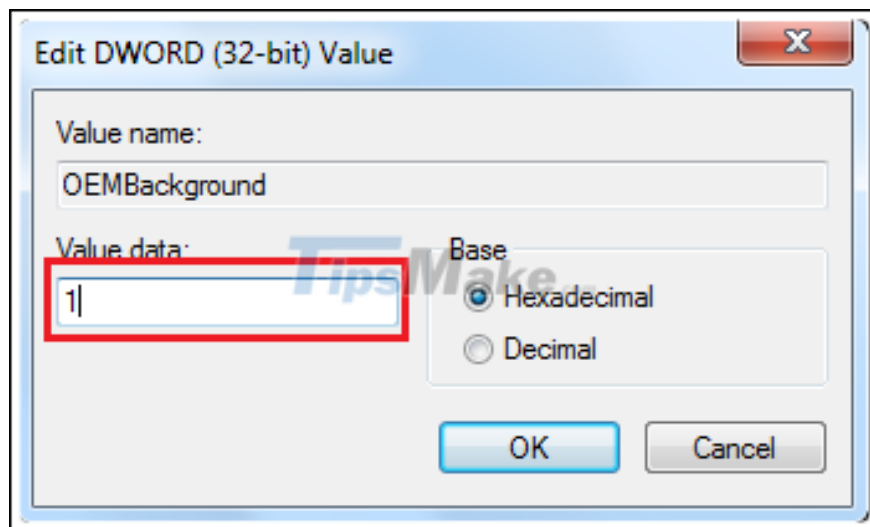 Edit DWORD (32-bit) Value
Value name:
OEMBackground
Value data:
1
Base
Hexadecimal
Decimal
OK
Cancel
TipsMake